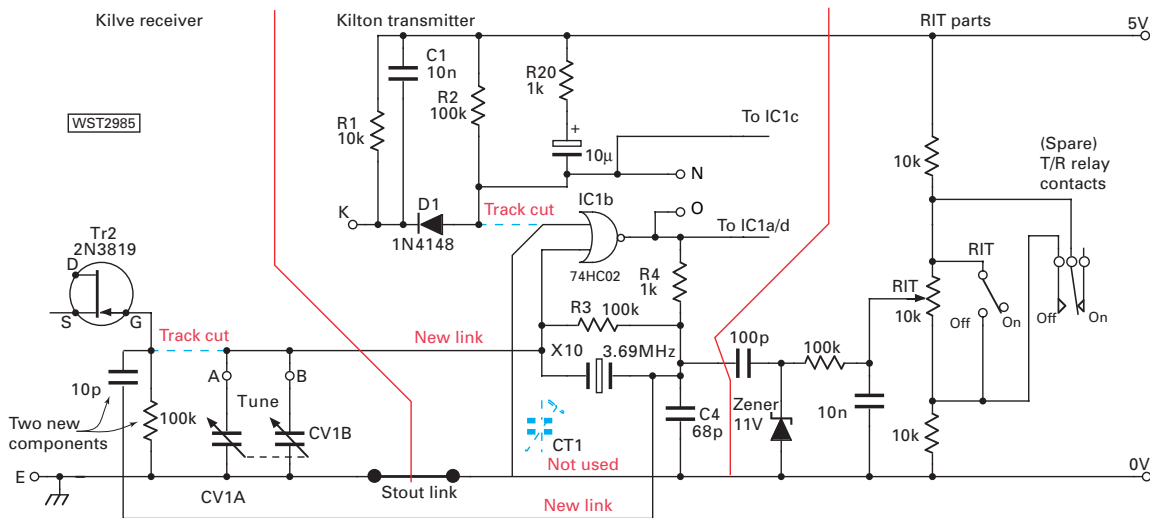 Kilve receiver
Kilton transmitter
RIT parts
5V
C1
10n
R20
1k
R2
100k
R1
10k
WST2985
+
10µ
To IC1c
N
10k
(Spare)
T/R relay
contacts
IC1b
O
K
D1
1N4148
Track cut
To IC1a/d
Tr2
2N3819
D
S
G
74HC02
R4
1k
RIT
RIT
10k
Off
On
Off
On
R3
100k
Track cut
New link
X10
3.69MHz
100p
100k
10p
A
B
Tune
Two new
components
100k
CV1B
CT1
C4
68p
Zener
11V
10n
10k
Not used
E
0V
CV1A
Stout link
New link